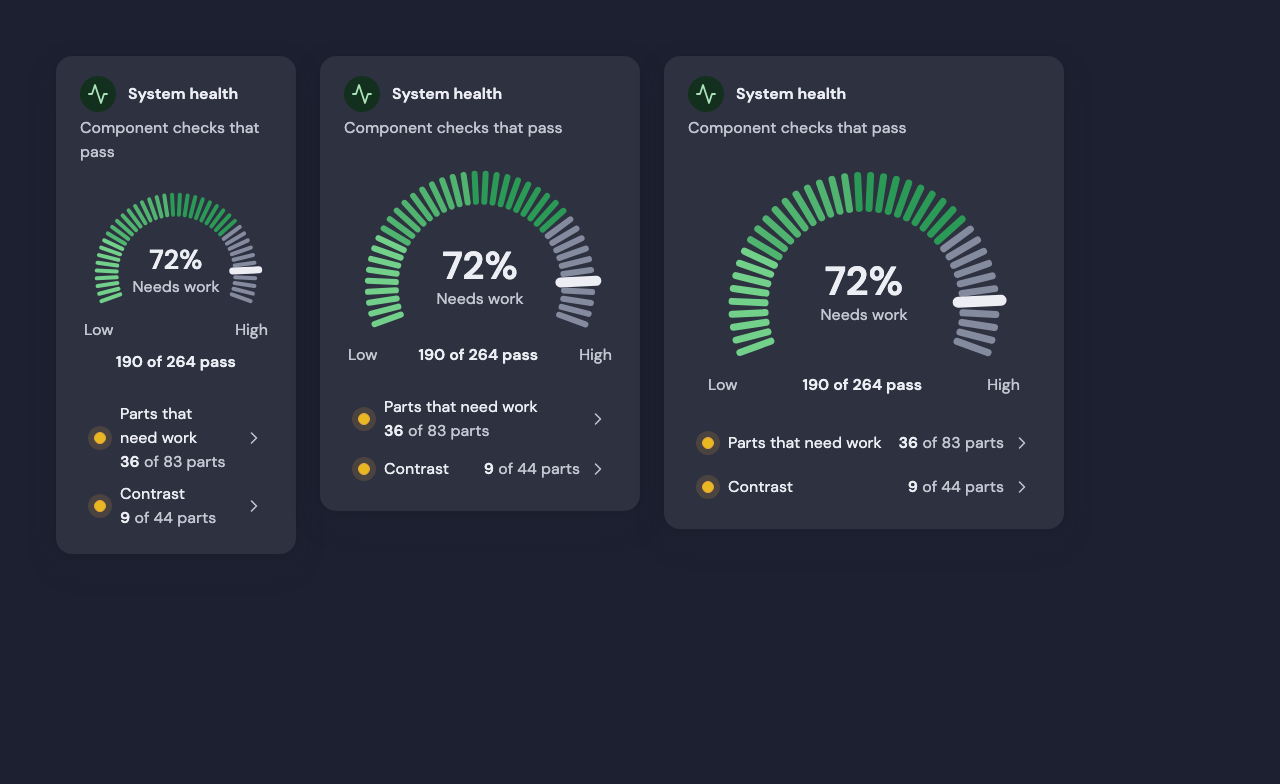 System health
Component checks that
pass
72%
Needs work
Low
High
190 of 264 pass
Parts that
need work
36 of 83 parts
Contrast
9 of 44 parts
System health
Component checks that pass
72%
Needs work
Low
190 of 264 pass
High
Parts that need work
36 of 83 parts
Contrast
9 of 44 parts
System health
Component checks that pass
72%
Needs work
Low
190 of 264 pass
High
Parts that need work
36 of 83 parts
Contrast
9 of 44 parts